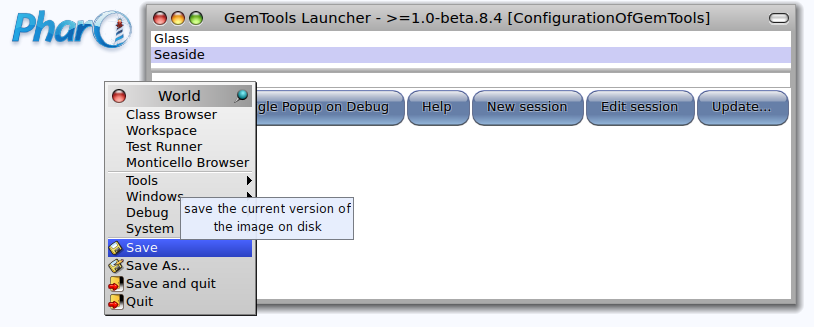 Pharo
GemTools Launcher - >=1.0-beta.8.4 [ConfigurationOfGemTools]
Glass
Seaside
gle Popup on Debug
Help
New session
Edit session
Update...
World
Class Browser
Workspace
Test Runner
Monticello Browser
Tools
Windows
Debug
System
save the current version of
the image on disk
Save
Save As...
Save and quit
Quit